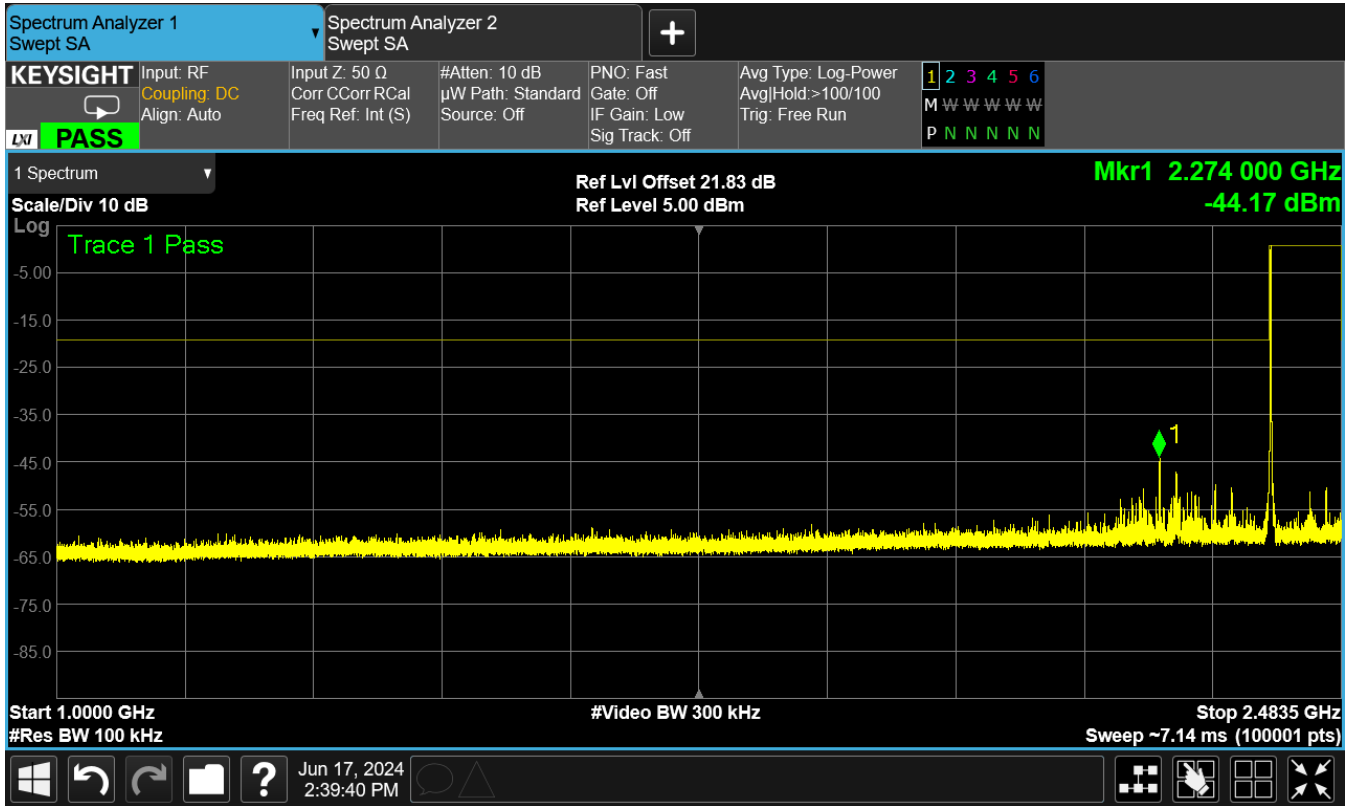 Spectrum Analyzer 1
Swept SA
Spectrum Analyzer 2
Swept SA
KEYSIGHT
LXI PASS
Input: RF
Coupling: DC
Align: Auto
Input Z: 50 Ω
Corr CCorr RCal
Freq Ref: Int (S)
#Atten: 10 dB
µW Path: Standard
Source: Off
PNO: Fast
Gate: Off
IF Gain: Low
Sig Track: Off
Avg Type: Log-Power
Avg|Hold:>100/100
Trig: Free Run
1 2 3 4 5 6
M W W W W W
P N N N N N
1 Spectrum
Scale/Div 10 dB
Ref Lvl Offset 21.83 dB
Ref Level 5.00 dBm
Mkr1 2.274 000 GHz
-44.17 dBm
Log
Trace 1 Pass
-5.00
-15.0
-25.0
-35.0
1
-45.0
-55.0
-65.0
-75.0
-85.0
Start 1.0000 GHz
#Res BW 100 kHz
#Video BW 300 kHz
Stop 2.4835 GHz
Sweep ~7.14 ms (100001 pts)
?
Jun 17, 2024
2:39:40 PM